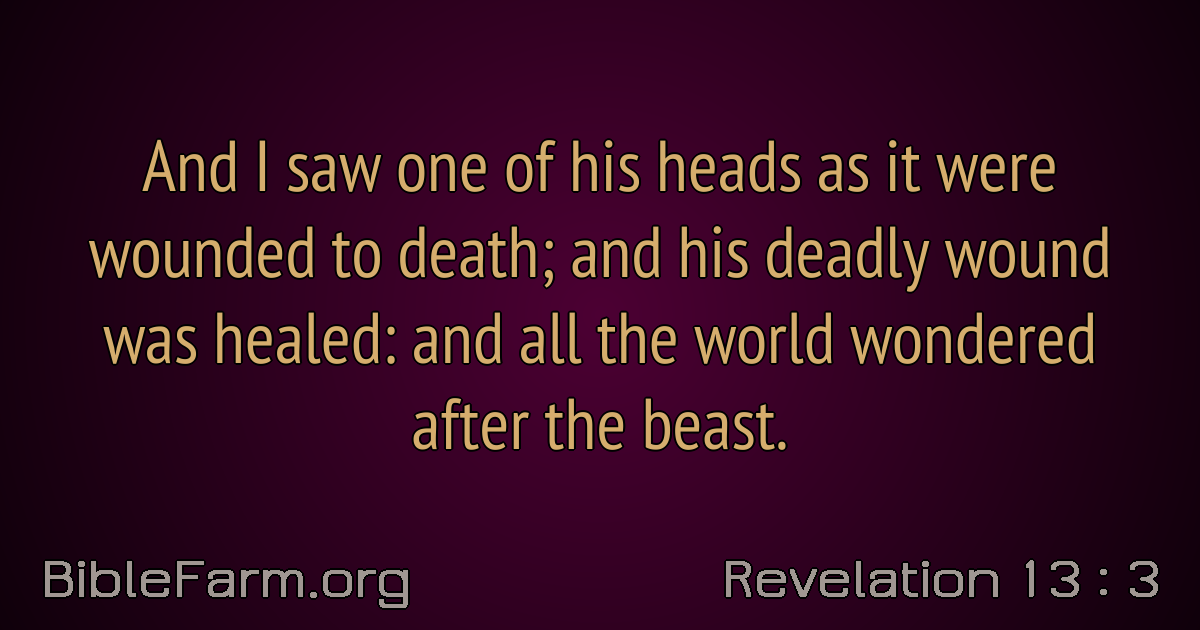 And I saw one of his heads as it were
wounded to death; and his deadly wound
was healed: and all the world wondered
after the beast.
BibleFarm.org
Revelation 13 : 3